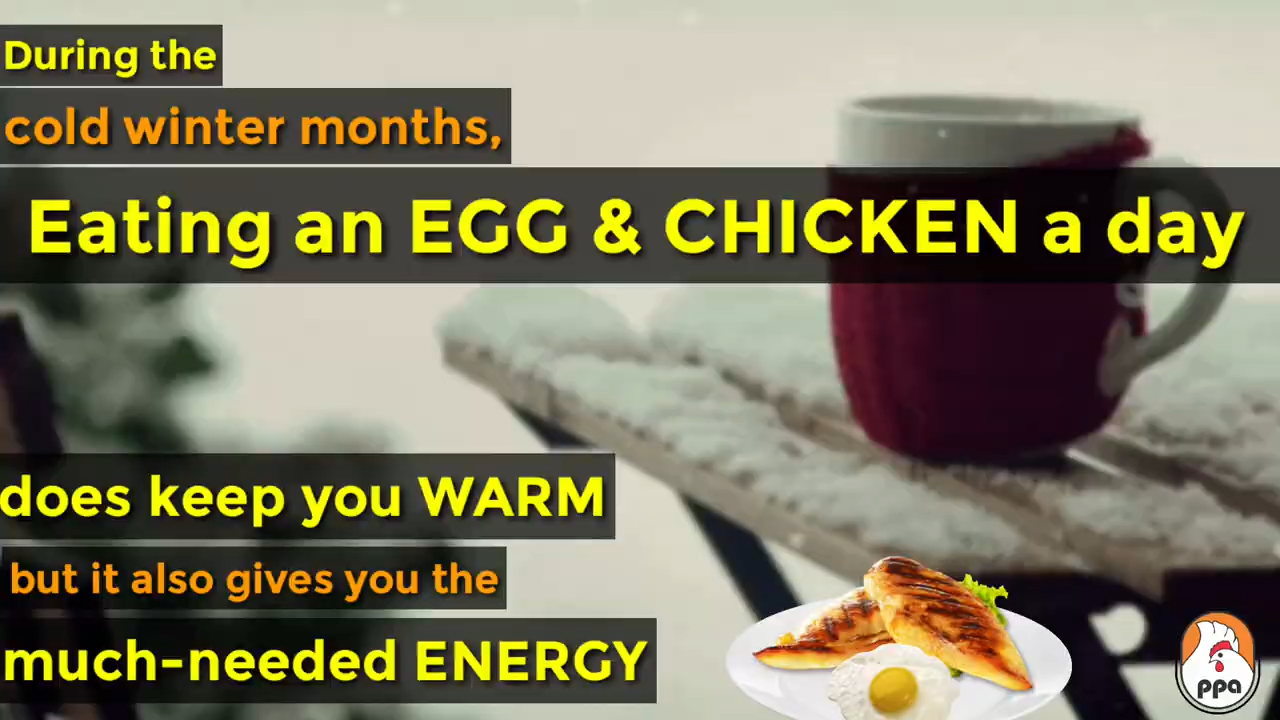 During the
cold winter months,
Eating an EGG & CHICKEN a day
does keep you WARM
but it also gives you the
much-needed ENERGY
ppa